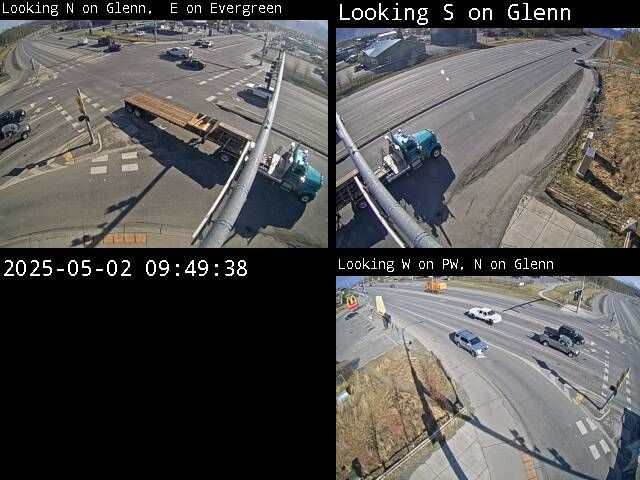 Looking N on Glenn, E on Evergreen
Looking S on Glenn
2025-05-02 09:49:38
Looking W on PW, N on Glenn